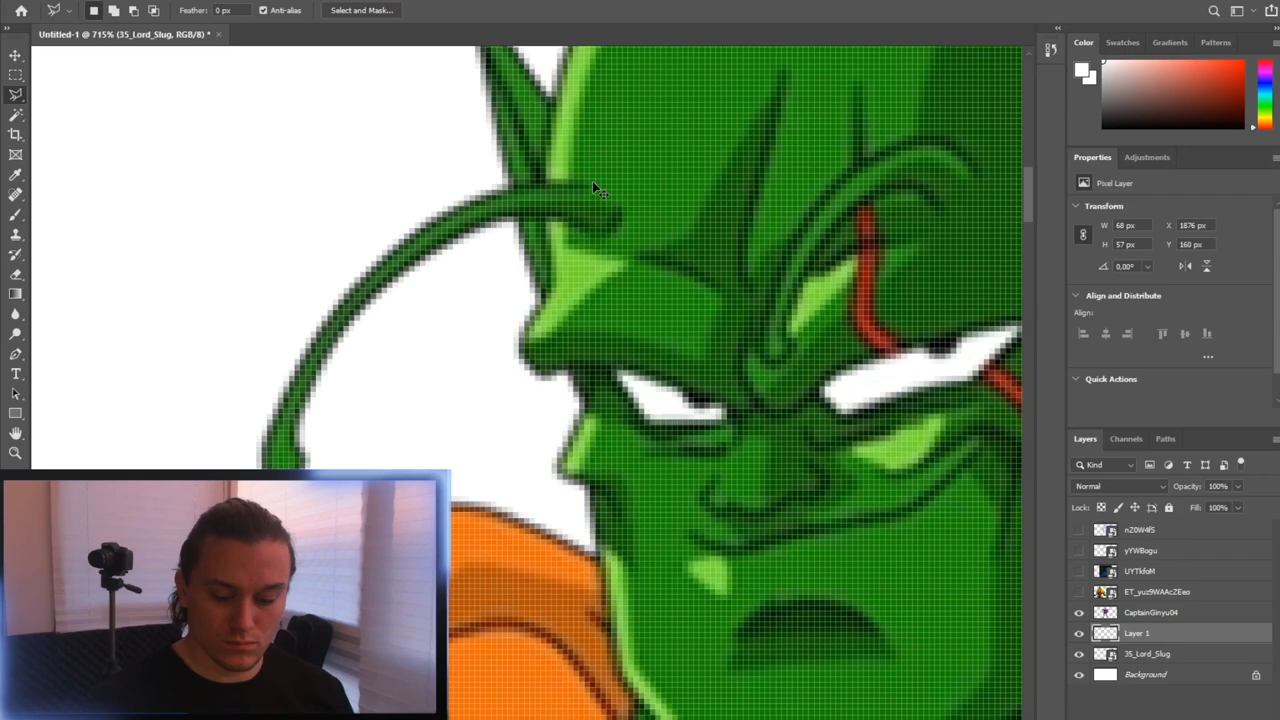 Feather: 0 px Anti-alias Select and Mask...
Untitled-1 @ 715% (35_Lord_Slug, RGB/8) * ×
Color Swatches Gradients Patterns
Properties Adjustments
Pixel Layer
Transform
W 68 px X 1876 px
H 57 px Y 160 px
0,00°
Align and Distribute
Align:
Quick Actions
Layers Channels Paths
Kind
Normal Opacity: 100%
Lock: Fill: 100%
nZ0W4fS
yYWBogu
UYTkfoM
ET_yuz9WAAcZEeo
CaptainGinyu04
Layer 1
35_Lord_Slug
Background